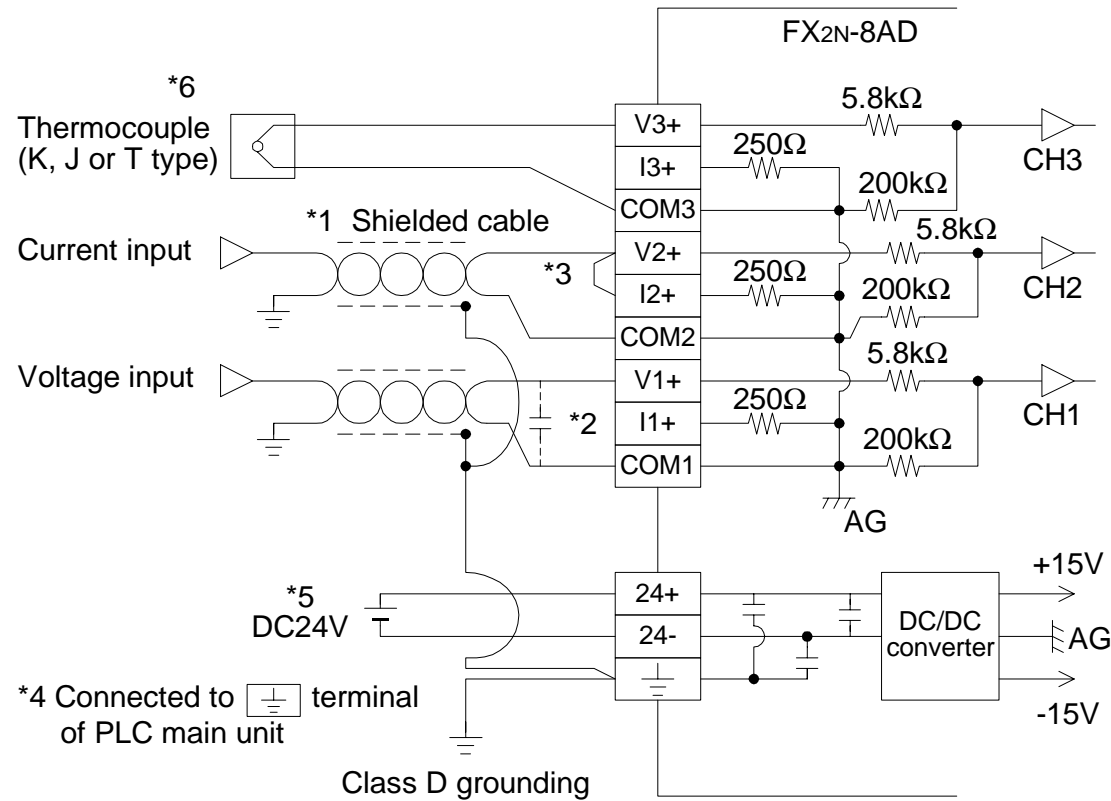 FX2N-8AD
*6
Thermocouple
(K, J or T type)
V3+
I3+
COM3
250Ω
5.8kΩ
200kΩ
CH3
*1 Shielded cable
Current input
*3
V2+
I2+
COM2
250Ω
5.8kΩ
200kΩ
CH2
Voltage input
*2
V1+
I1+
COM1
250Ω
5.8kΩ
200kΩ
CH1
AG
*5
DC24V
24+
24-
DC/DC
converter
+15V
AG
-15V
*4 Connected to terminal
of PLC main unit
Class D grounding